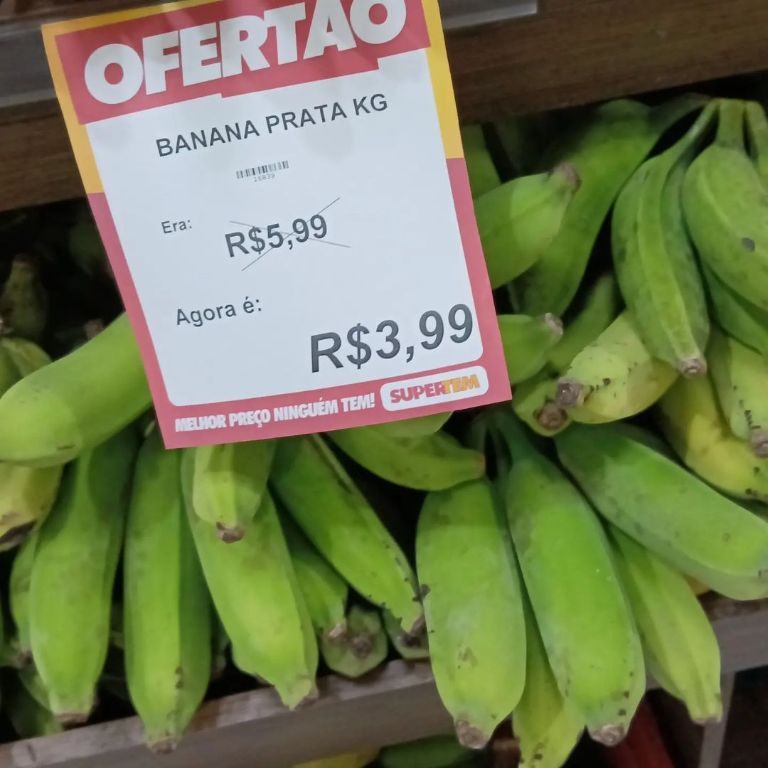 OFERTÃO
BANANA PRATA KG
Era:
R$5,99
Agora é:
R$3,99
MELHOR PREÇO NINGUÉM TEM! SUPERTEM